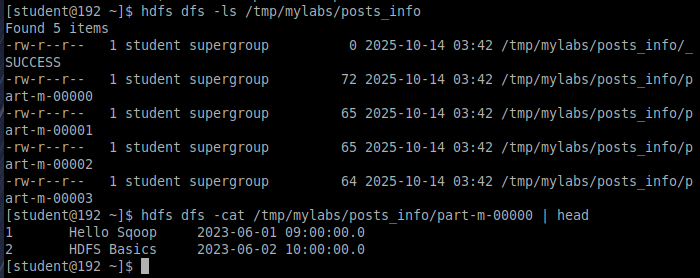 [student@192 ~]$ hdfs dfs -ls /tmp/mylabs/posts_info
Found 5 items
-rw-r--r--   1 student supergroup          0 2025-10-14 03:42 /tmp/mylabs/posts_info/_
SUCCESS
-rw-r--r--   1 student supergroup         72 2025-10-14 03:42 /tmp/mylabs/posts_info/p
art-m-00000
-rw-r--r--   1 student supergroup         65 2025-10-14 03:42 /tmp/mylabs/posts_info/p
art-m-00001
-rw-r--r--   1 student supergroup         65 2025-10-14 03:42 /tmp/mylabs/posts_info/p
art-m-00002
-rw-r--r--   1 student supergroup         64 2025-10-14 03:42 /tmp/mylabs/posts_info/p
art-m-00003
[student@192 ~]$ hdfs dfs -cat /tmp/mylabs/posts_info/part-m-00000 | head
1       Hello Sqoop     2023-06-01 09:00:00.0
2       HDFS Basics     2023-06-02 10:00:00.0
[student@192 ~]$